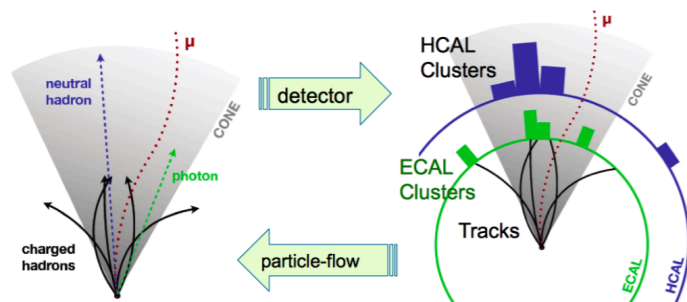 μ
neutral
hadron
CONE
photon
charged
hadrons
detector
particle-flow
μ
HCAL
Clusters
CONE
ECAL
Clusters
Tracks
ECAL
HCAL